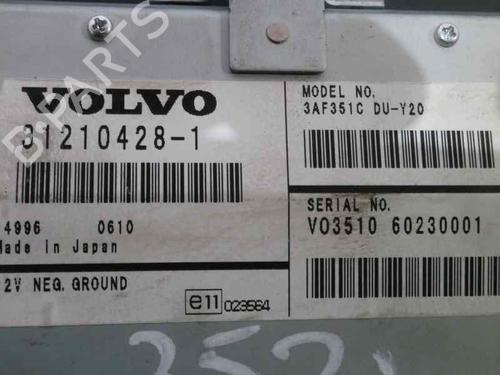 VOLVO
31210428-1
4996 0610
Made In Japan
2V NEG. GROUND
e11 023564
MODEL NO.
3AF351C DU-Y20
SERIAL NO.
VO3510 60230001
B-PARTS